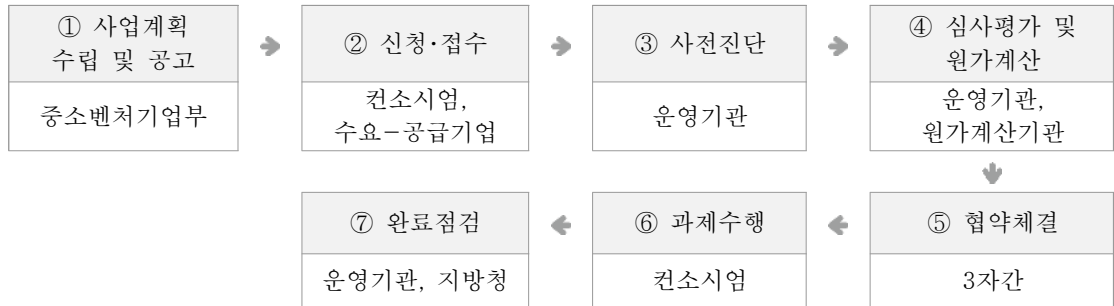 ① 사업계획
수립 및 공고
중소벤처기업부
② 신청·접수
컨소시엄,
수요-공급기업
③ 사전진단
운영기관
④ 심사평가 및
원가계산
운영기관,
원가계산기관
⑤ 협약체결
3자간
⑥ 과제수행
컨소시엄
⑦ 완료점검
운영기관, 지방청